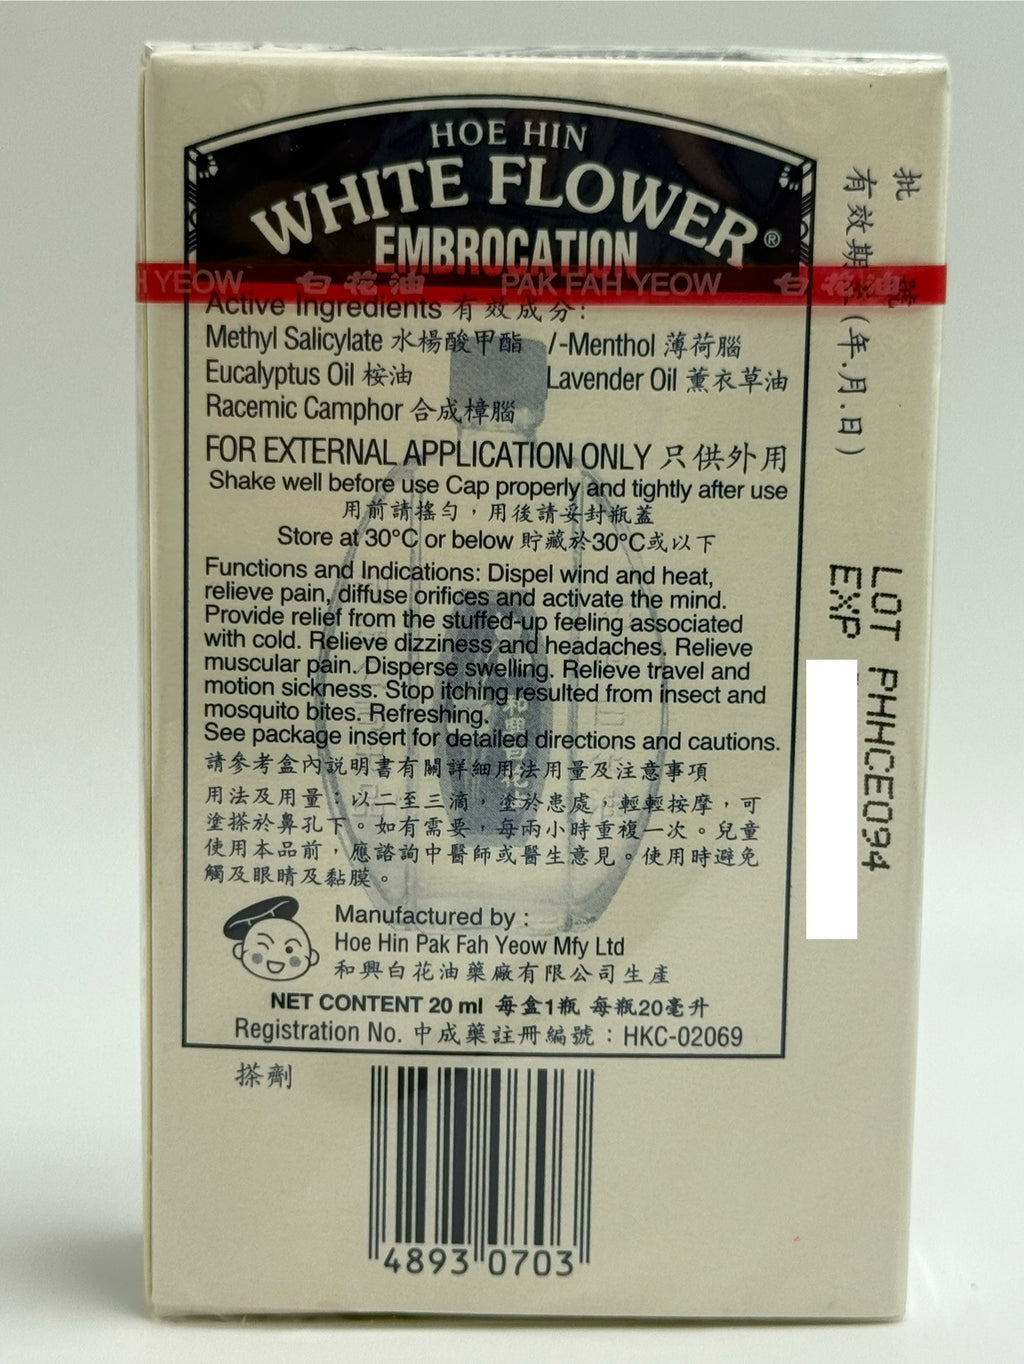 HOE HIN
WHITE FLOWER®
EMBROCATION
H YEOW 白花油 PAK FAH YEOW 白花油
Active Ingredients 有效成分:
Methyl Salicylate 水楊酸甲酯 l-Menthol 薄荷腦
Eucalyptus Oil 桉油 Lavender Oil 薰衣草油
Racemic Camphor 合成樟腦
FOR EXTERNAL APPLICATION ONLY 只供外用
Shake well before use Cap properly and tightly after use
用前請搖勻,用後請妥封瓶蓋
Store at 30°C or below 貯藏於30°C或以下
Functions and Indications: Dispel wind and heat,
relieve pain, diffuse orifices and activate the mind.
Provide relief from the stuffed-up feeling associated
with cold. Relieve dizziness and headaches. Relieve
muscular pain. Disperse swelling. Relieve travel and
motion sickness. Stop itching resulted from insect and
mosquito bites. Refreshing.
See package insert for detailed directions and cautions.
請參考盒內説明書有關詳細用法用量及注意事項
用法及用量:以二至三滴,塗於患處,輕輕按摩,可
塗搽於鼻孔下。如有需要,每兩小時重複一次。兒童
使用本品前,應諮詢中醫師或醫生意見。使用時避免
觸及眼睛及黏膜。
Manufactured by :
Hoe Hin Pak Fah Yeow Mfy Ltd
和興白花油藥廠有限公司生產
NET CONTENT 20 ml 每盒1瓶 每瓶20毫升
Registration No. 中成藥註冊編號:HKC-02069
搽劑
4893 0703
批號
有效期至(年.月.日)
LOT PHHCE094
EXP